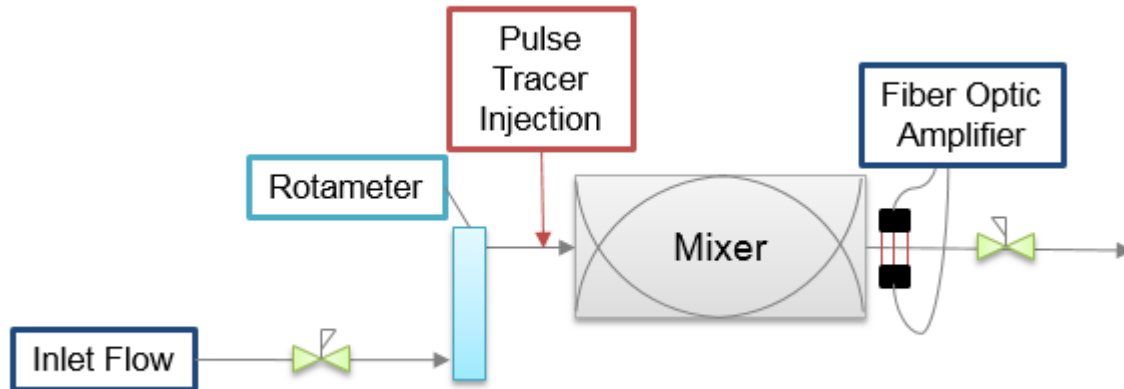 Pulse
Tracer
Injection
Fiber Optic
Amplifier
Rotameter
Mixer
Inlet Flow